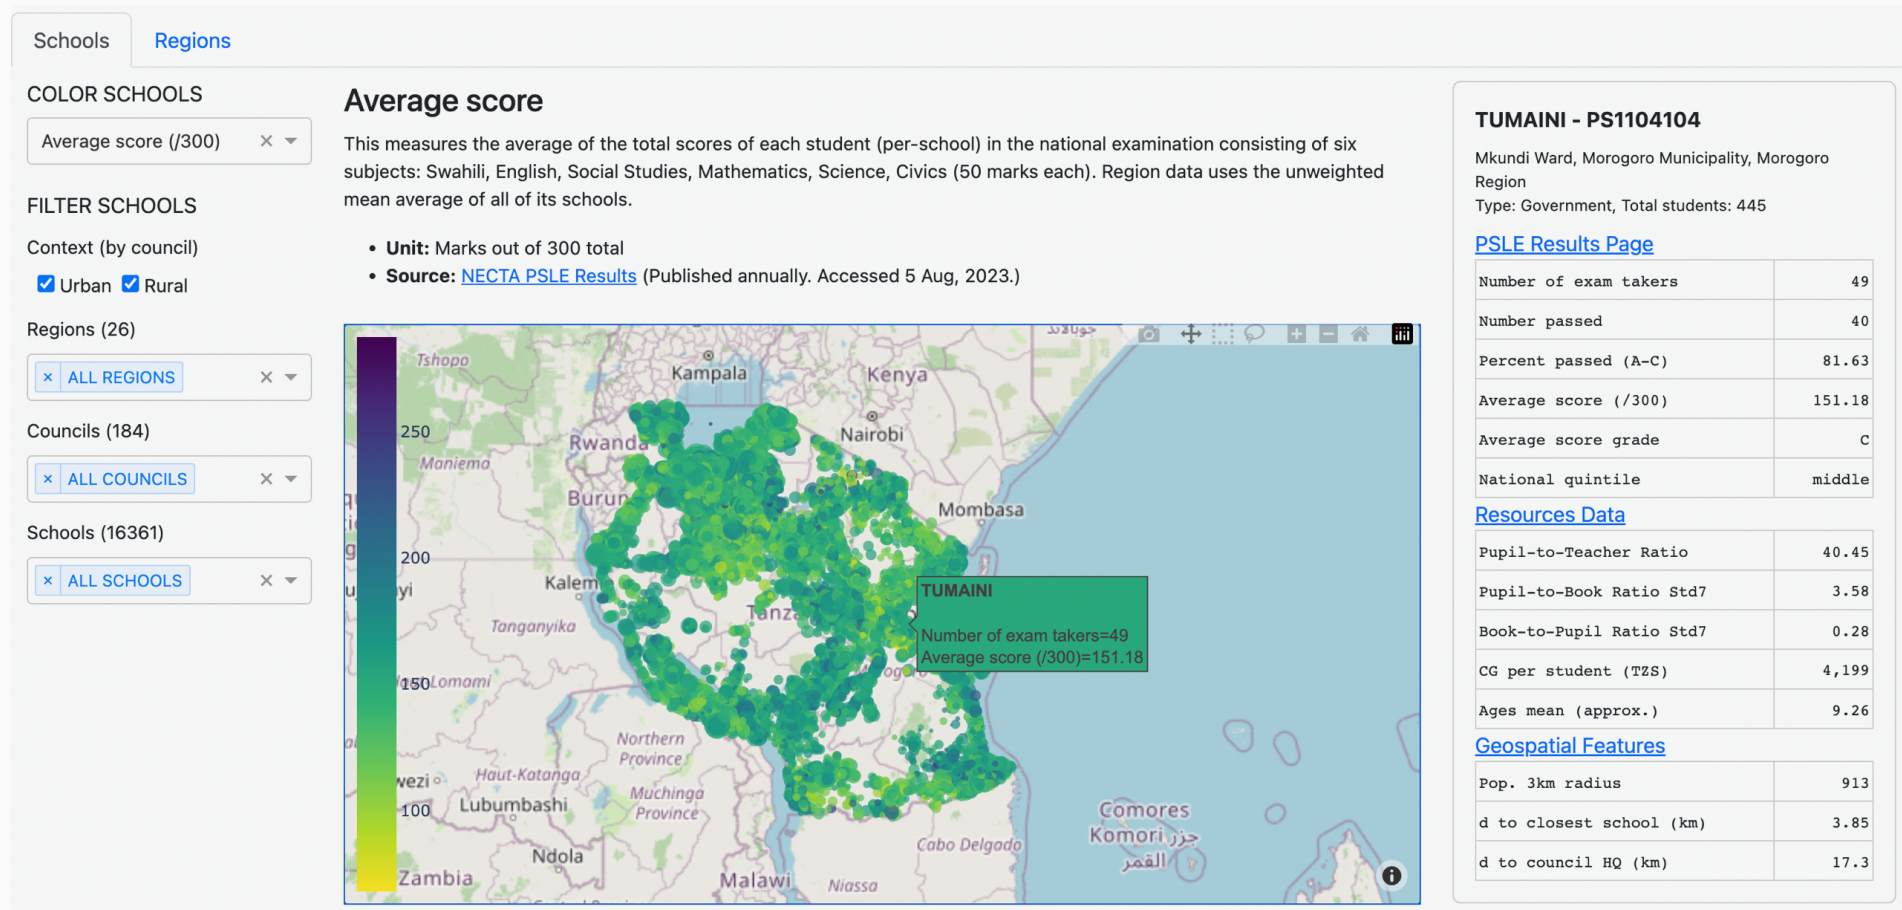 Schools
Regions
COLOR SCHOOLS
Average score (/300)
FILTER SCHOOLS
Context (by council)
Urban
Rural
Regions (26)
× ALL REGIONS
Councils (184)
× ALL COUNCILS
Schools (16361)
× ALL SCHOOLS
Average score
This measures the average of the total scores of each student (per-school) in the national examination consisting of six
subjects: Swahili, English, Social Studies, Mathematics, Science, Civics (50 marks each). Region data uses the unweighted
mean average of all of its schools.
• Unit: Marks out of 300 total
• Source: NECTA PSLE Results (Published annually. Accessed 5 Aug, 2023.)
250
200
150
100
Tshopo
Kampala
Kenya
Nairobi
Rwanda
Maniema
Mombasa
Tanganyika
Lomami
Northern
Province
Haut-Katanga
Muchinga
Province
Lubumbashi
Ndola
Zambia
Malawi
Niassa
Cabo Delgado
Comores
Komori جزر
القمر
TUMAINI
Number of exam takers=49
Average score (/300)=151.18
TUMAINI - PS1104104
Mkundi Ward, Morogoro Municipality, Morogoro
Region
Type: Government, Total students: 445
PSLE Results Page
Number of exam takers 49
Number passed 40
Percent passed (A-C) 81.63
Average score (/300) 151.18
Average score grade C
National quintile middle
Resources Data
Pupil-to-Teacher Ratio 40.45
Pupil-to-Book Ratio Std7 3.58
Book-to-Pupil Ratio Std7 0.28
CG per student (TZS) 4,199
Ages mean (approx.) 9.26
Geospatial Features
Pop. 3km radius 913
d to closest school (km) 3.85
d to council HQ (km) 17.3